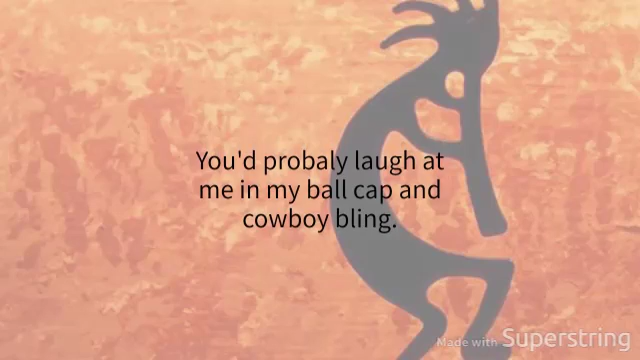 You'd probaly laugh at
me in my ball cap and
cowboy bling.
Made with Superstring